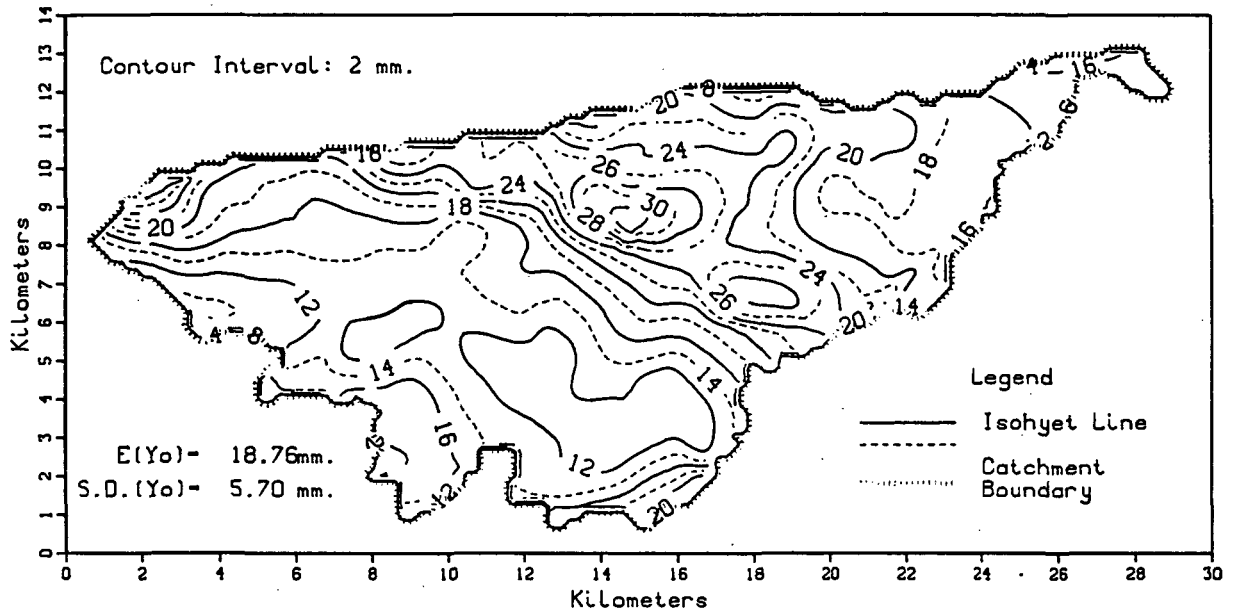 14
13
12
11
10
9
8
7
6
5
4
3
2
1
0
Kilometers
Contour Interval: 2 mm.
4 16
20 8
6
2
18 24 20
26 18
24
20 18 28 30
16
24
12 26 14
20
4 8
14 14
Legend
16 Isohyet Line
E(Yo)= 18.76mm. 12
S.D.(Yo)= 5.70 mm. 12 Catchment
Boundary
20
0 2 4 6 8 10 12 14 16 18 20 22 24 26 28 30
Kilometers